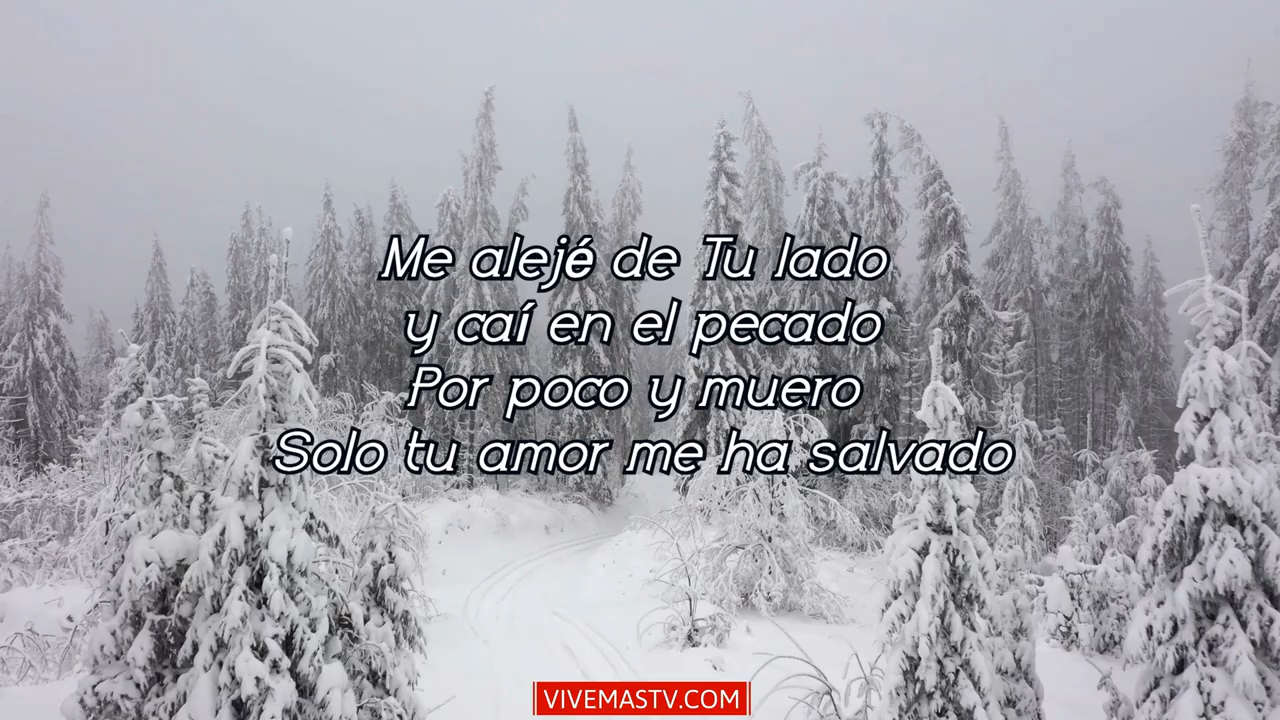 Me alejé de Tu lado
y caí en el pecado
Por poco y muero
Solo tu amor me ha salvado
VIVEMASTV.COM